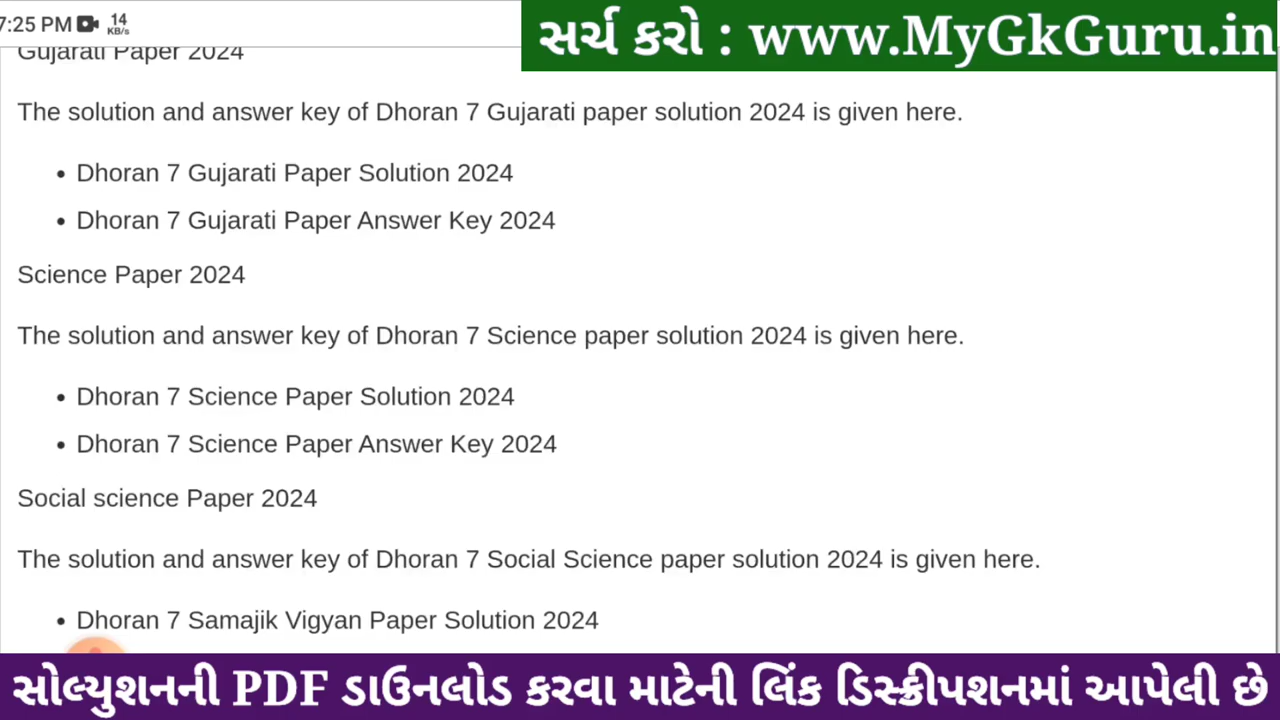 7:25 PM 14 KB/s
સર્ચ કરો : www.MyGkGuru.in
Gujarati Paper 2024
The solution and answer key of Dhoran 7 Gujarati paper solution 2024 is given here.
• Dhoran 7 Gujarati Paper Solution 2024
• Dhoran 7 Gujarati Paper Answer Key 2024
Science Paper 2024
The solution and answer key of Dhoran 7 Science paper solution 2024 is given here.
• Dhoran 7 Science Paper Solution 2024
• Dhoran 7 Science Paper Answer Key 2024
Social science Paper 2024
The solution and answer key of Dhoran 7 Social Science paper solution 2024 is given here.
• Dhoran 7 Samajik Vigyan Paper Solution 2024
સોલ્યુશનની PDF ડાઉનલોડ કરવા માટેની લિંક ડિસ્ક્રીપશનમાં આપેલી છે